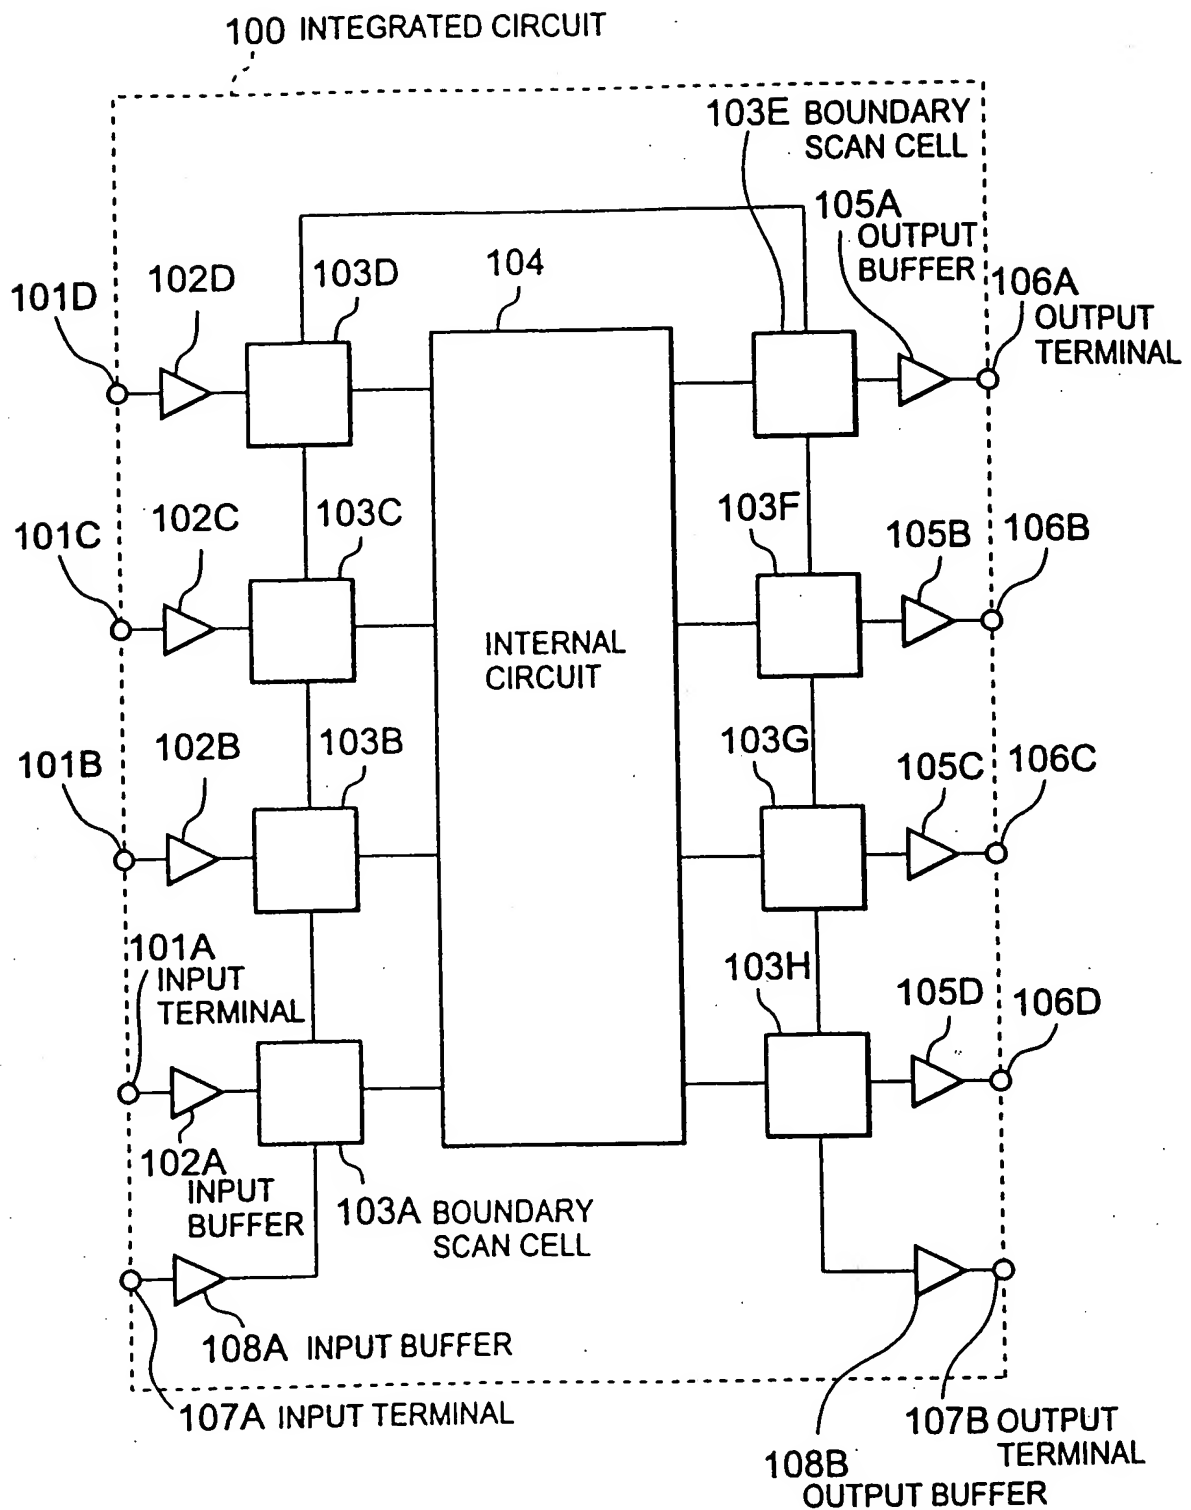 100 INTEGRATED CIRCUIT
103E BOUNDARY
SCAN CELL
105A
OUTPUT
BUFFER
101D
102D
103D
104
106A
OUTPUT
TERMINAL
101C
102C
103C
103F
105B
106B
INTERNAL
CIRCUIT
101B
102B
103B
103G
105C
106C
101A
INPUT
TERMINAL
103H
105D
106D
102A
INPUT
BUFFER
103A BOUNDARY
SCAN CELL
108A INPUT BUFFER
107A INPUT TERMINAL
107B OUTPUT
TERMINAL
108B
OUTPUT BUFFER